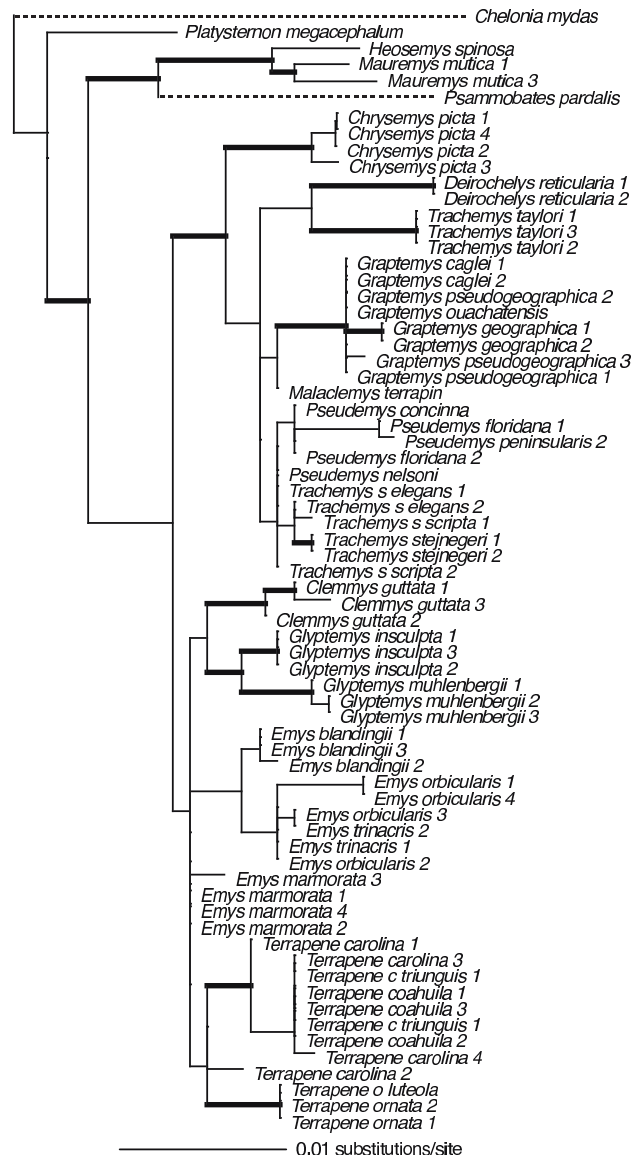 Chelonia mydas
Platysternon megacephalum
Heosemys spinosa
Mauremys mutica 1
Mauremys mutica 3
Psammobates pardalis
Chrysemys picta 1
Chrysemys picta 4
Chrysemys picta 2
Chrysemys picta 3
Deirochelys reticularia 1
Deirochelys reticularia 2
Trachemys taylori 1
Trachemys taylori 3
Trachemys taylori 2
Graptemys caglei 1
Graptemys caglei 2
Graptemys pseudogeographica 2
Graptemys ouachatensis
Graptemys geographica 1
Graptemys geographica 2
Graptemys pseudogeographica 3
Graptemys pseudogeographica 1
Malaclemys terrapin
Pseudemys concinna
Pseudemys floridana 1
Pseudemys peninsularis 2
Pseudemys floridana 2
Pseudemys nelsoni
Trachemys s elegans 1
Trachemys s elegans 2
Trachemys s scripta 1
Trachemys stejnegeri 1
Trachemys stejnegeri 2
Trachemys s scripta 2
Clemmys guttata 1
Clemmys guttata 3
Clemmys guttata 2
Glyptemys insculpta 1
Glyptemys insculpta 3
Glyptemys insculpta 2
Glyptemys muhlenbergii 1
Glyptemys muhlenbergii 2
Glyptemys muhlenbergii 3
Emys blandingii 1
Emys blandingii 3
Emys blandingii 2
Emys orbicularis 1
Emys orbicularis 4
Emys orbicularis 3
Emys trinacris 2
Emys trinacris 1
Emys orbicularis 2
Emys marmorata 3
Emys marmorata 1
Emys marmorata 4
Emys marmorata 2
Terrapene carolina 1
Terrapene carolina 3
Terrapene c triunguis 1
Terrapene coahuila 1
Terrapene coahuila 3
Terrapene c triunguis 1
Terrapene coahuila 2
Terrapene carolina 4
Terrapene carolina 2
Terrapene o luteola
Terrapene ornata 2
Terrapene ornata 1
0.01 substitutions/site